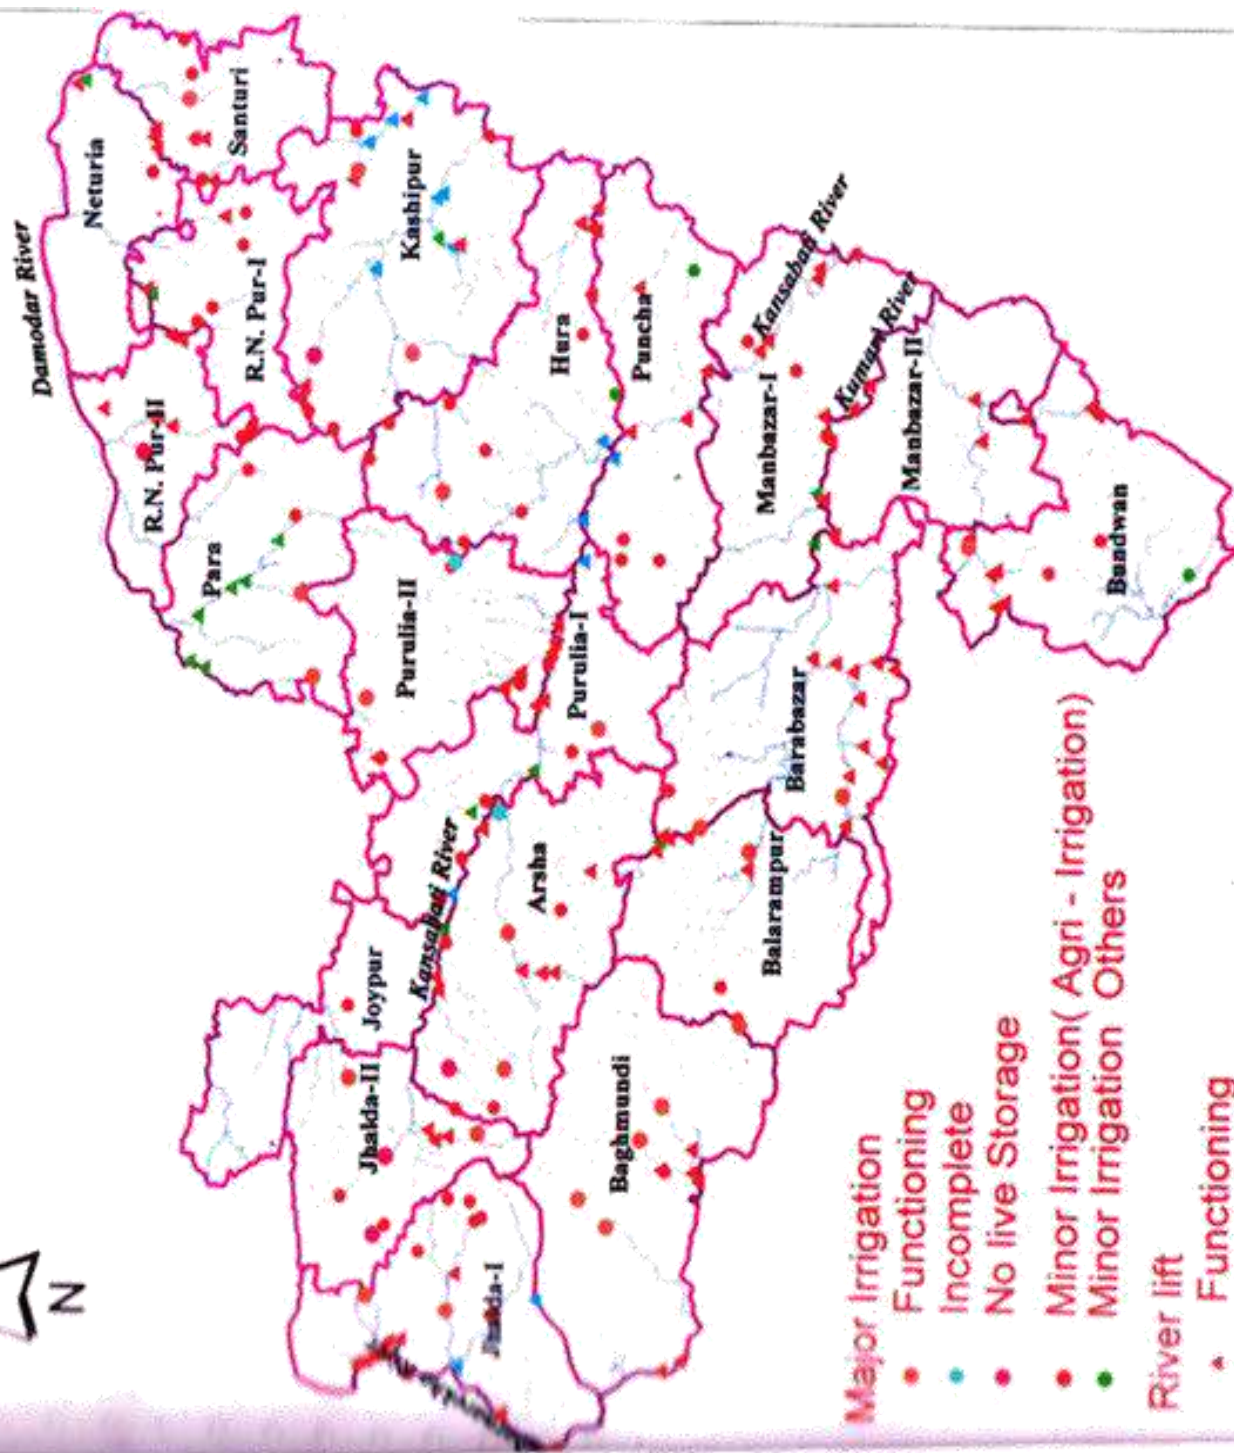 N
Damodar River
Neturia
Santuri
R.N. Pur-II
R.N. Pur-I
Kashipur
Para
Hura
Puncha
Purulia-II
Purulia-I
Kansabati River
Kumari River
Manbazar-I
Manbazar-II
Bundwan
Barabazar
Balarampur
Arsha
Kansabati River
Joypur
Jhalda-II
Jhalda-I
Baghmundi
Major Irrigation
Functioning
Incomplete
No live Storage
Minor Irrigation( Agri - Irrigation)
Minor Irrigation Others
River lift
Functioning